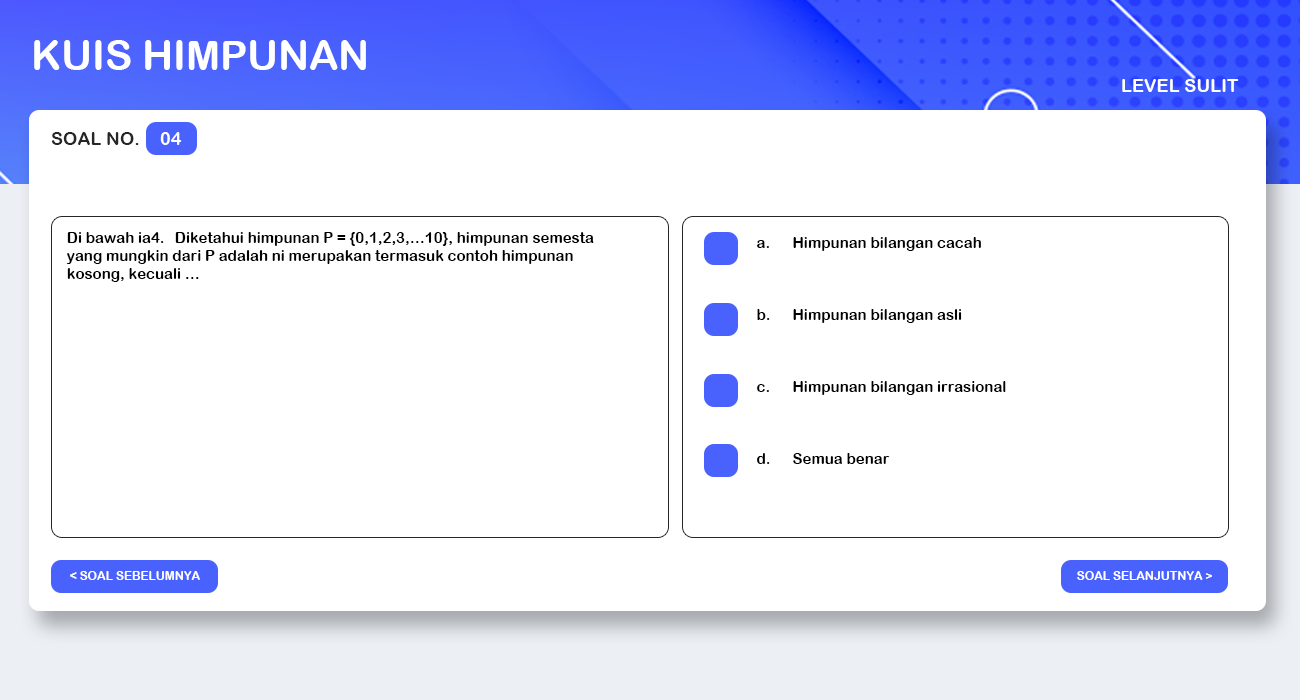 KUIS HIMPUNAN
LEVEL SULIT
SOAL NO. 04
Di bawah ia4. Diketahui himpunan P = {0,1,2,3,...10}, himpunan semesta
yang mungkin dari P adalah ni merupakan termasuk contoh himpunan
kosong, kecuali ...
a. Himpunan bilangan cacah
b. Himpunan bilangan asli
c. Himpunan bilangan irrasional
d. Semua benar
< SOAL SEBELUMNYA
SOAL SELANJUTNYA >